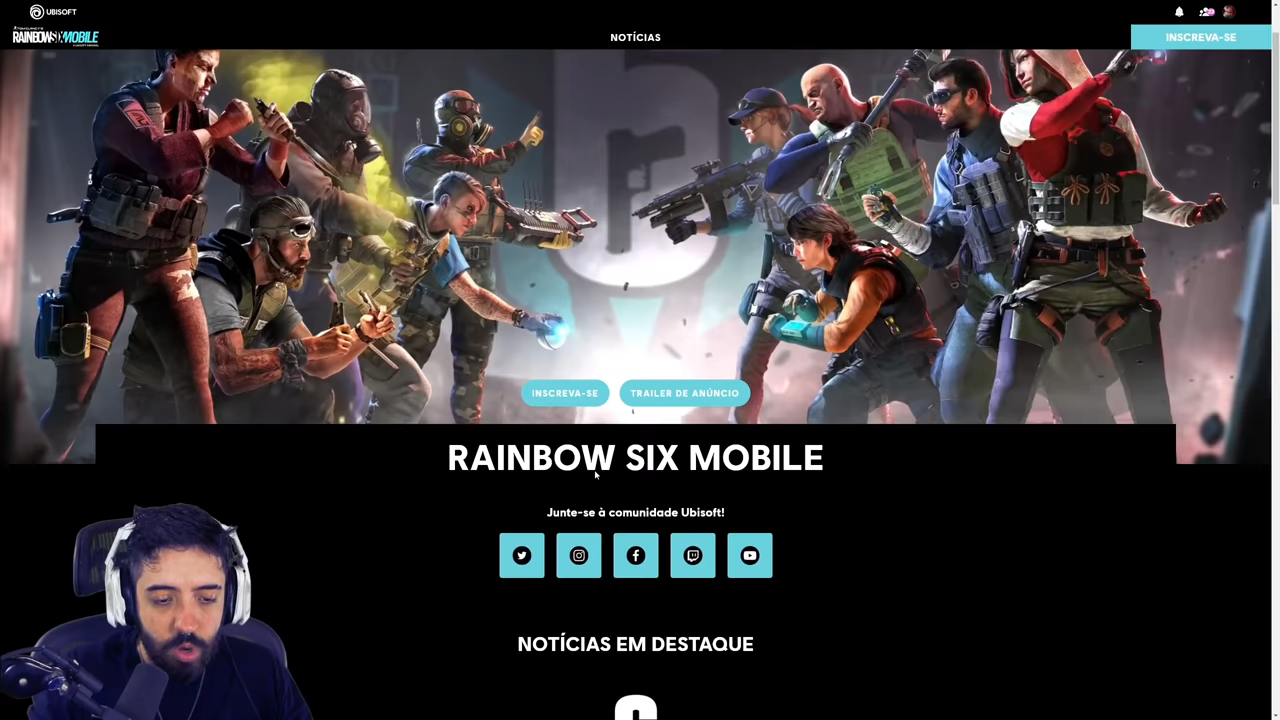 UBISOFT
RAINBOW SIX MOBILE
NOTÍCIAS
INSCREVA-SE
INSCREVA-SE
TRAILER DE ANÚNCIO
RAINBOW SIX MOBILE
Junte-se à comunidade Ubisoft!
NOTÍCIAS EM DESTAQUE